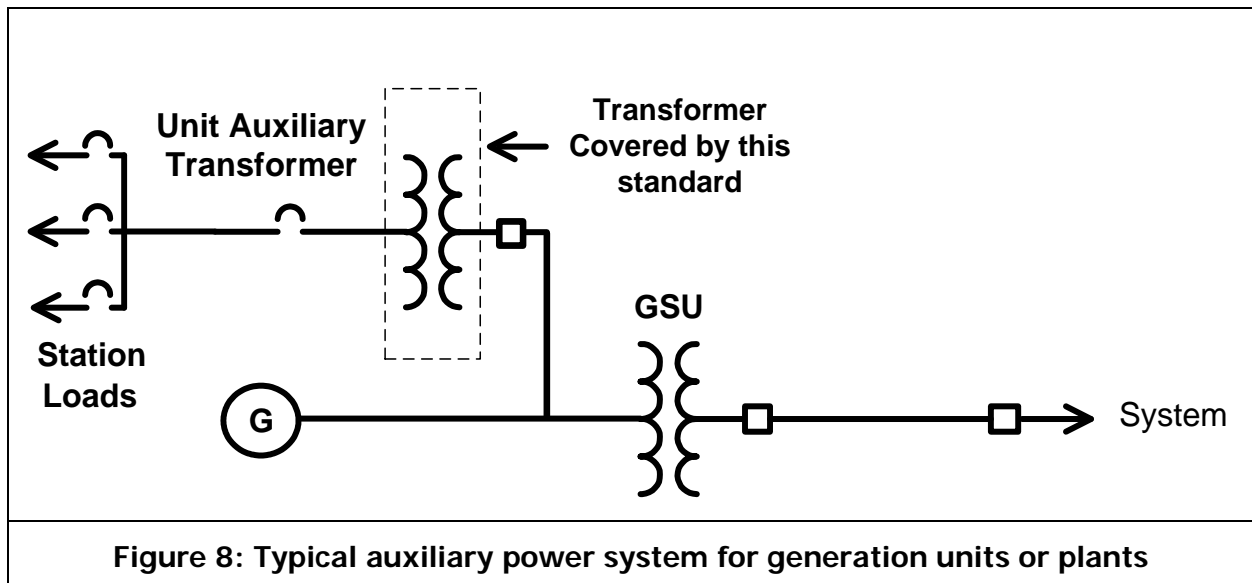 Unit Auxiliary
Transformer
Transformer
Covered by this
standard
Station
Loads
GSU
G
System
Figure 8: Typical auxiliary power system for generation units or plants